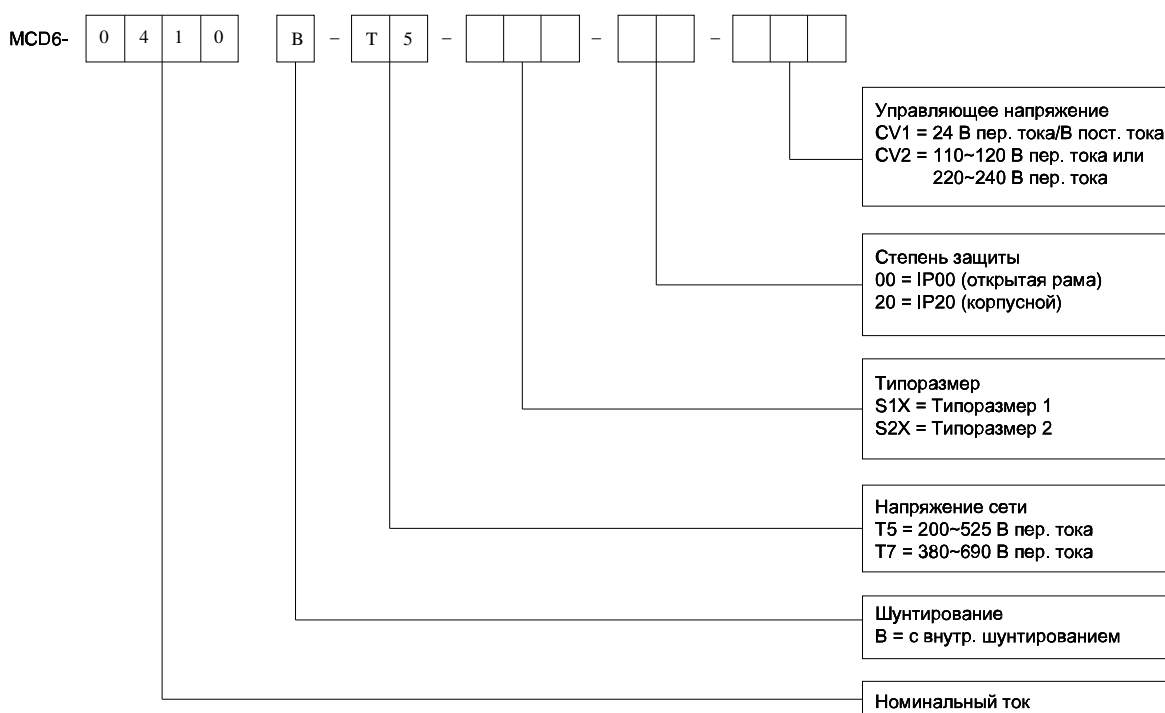 MCD6- 0 4 1 0 B – T 5 – – –
Управляющее напряжение
CV1 = 24 В пер. тока/В пост. тока
CV2 = 110~120 В пер. тока или
220~240 В пер. тока
Степень защиты
00 = IP00 (открытая рама)
20 = IP20 (корпусной)
Типоразмер
S1X = Типоразмер 1
S2X = Типоразмер 2
Напряжение сети
T5 = 200~525 В пер. тока
T7 = 380~690 В пер. тока
Шунтирование
B = с внутр. шунтированием
Номинальный ток